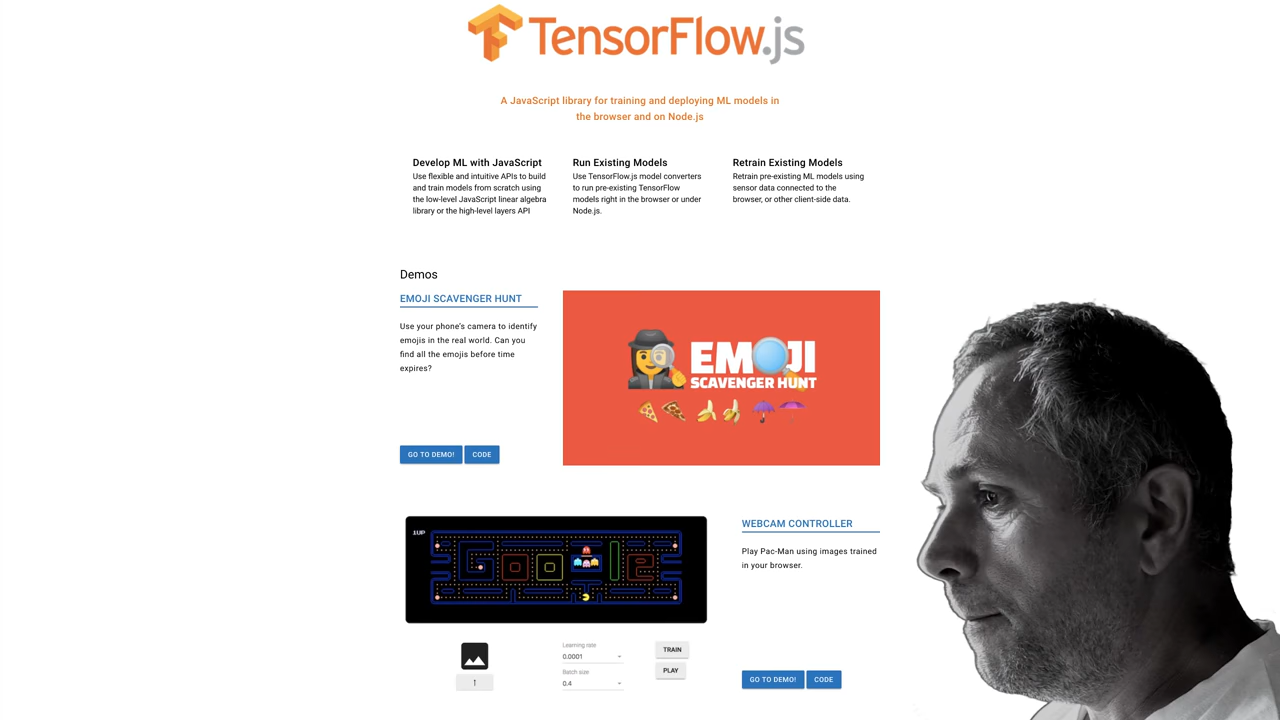 TensorFlow.js
A JavaScript library for training and deploying ML models in
the browser and on Node.js
Develop ML with JavaScript
Use flexible and intuitive APIs to build
and train models from scratch using
the low-level JavaScript linear algebra
library or the high-level layers API
Run Existing Models
Use TensorFlow.js model converters
to run pre-existing TensorFlow
models right in the browser or under
Node.js.
Retrain Existing Models
Retrain pre-existing ML models using
sensor data connected to the
browser, or other client-side data.
Demos
EMOJI SCAVENGER HUNT
Use your phone's camera to identify
emojis in the real world. Can you
find all the emojis before time
expires?
GO TO DEMO!
CODE
EMOJI
SCAVENGER HUNT
1UP
Learning rate
0.0001
Batch size
0.4
TRAIN
PLAY
WEBCAM CONTROLLER
Play Pac-Man using images trained
in your browser.
GO TO DEMO!
CODE